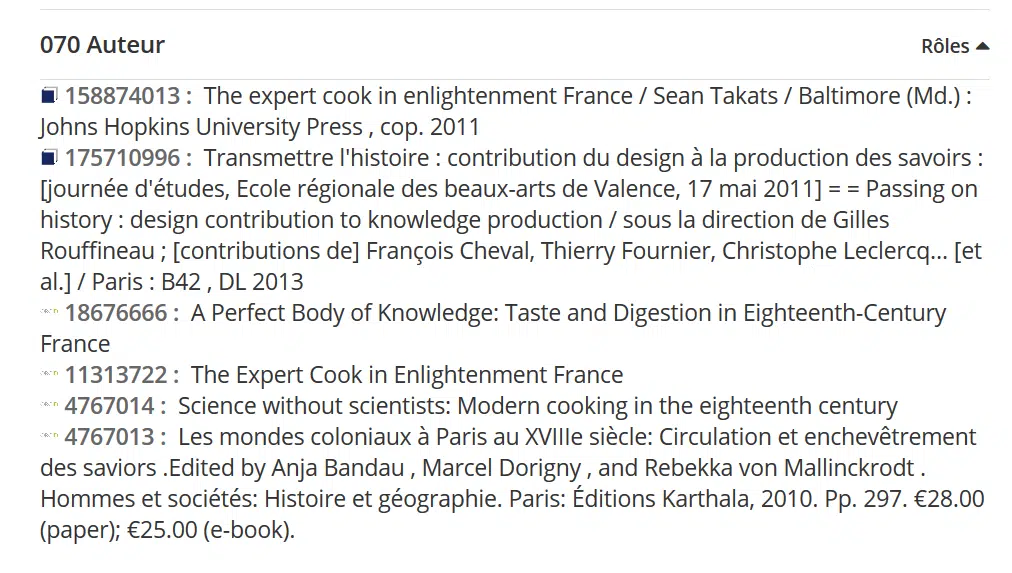 070 Auteur
Rôles
158874013 : The expert cook in enlightenment France / Sean Takats / Baltimore (Md.) :
Johns Hopkins University Press , cop. 2011
175710996 : Transmettre l'histoire : contribution du design à la production des savoirs :
[journée d'études, Ecole régionale des beaux-arts de Valence, 17 mai 2011] = = Passing on
history : design contribution to knowledge production / sous la direction de Gilles
Rouffineau ; [contributions de] François Cheval, Thierry Fournier, Christophe Leclercq... [et
al.] / Paris : B42 , DL 2013
18676666 : A Perfect Body of Knowledge: Taste and Digestion in Eighteenth-Century
France
11313722 : The Expert Cook in Enlightenment France
4767014 : Science without scientists: Modern cooking in the eighteenth century
4767013 : Les mondes coloniaux à Paris au XVIIIe siècle: Circulation et enchevêtrement
des saviors .Edited by Anja Bandau , Marcel Dorigny , and Rebekka von Mallinckrodt .
Hommes et sociétés: Histoire et géographie. Paris: Éditions Karthala, 2010. Pp. 297. €28.00
(paper); €25.00 (e-book).